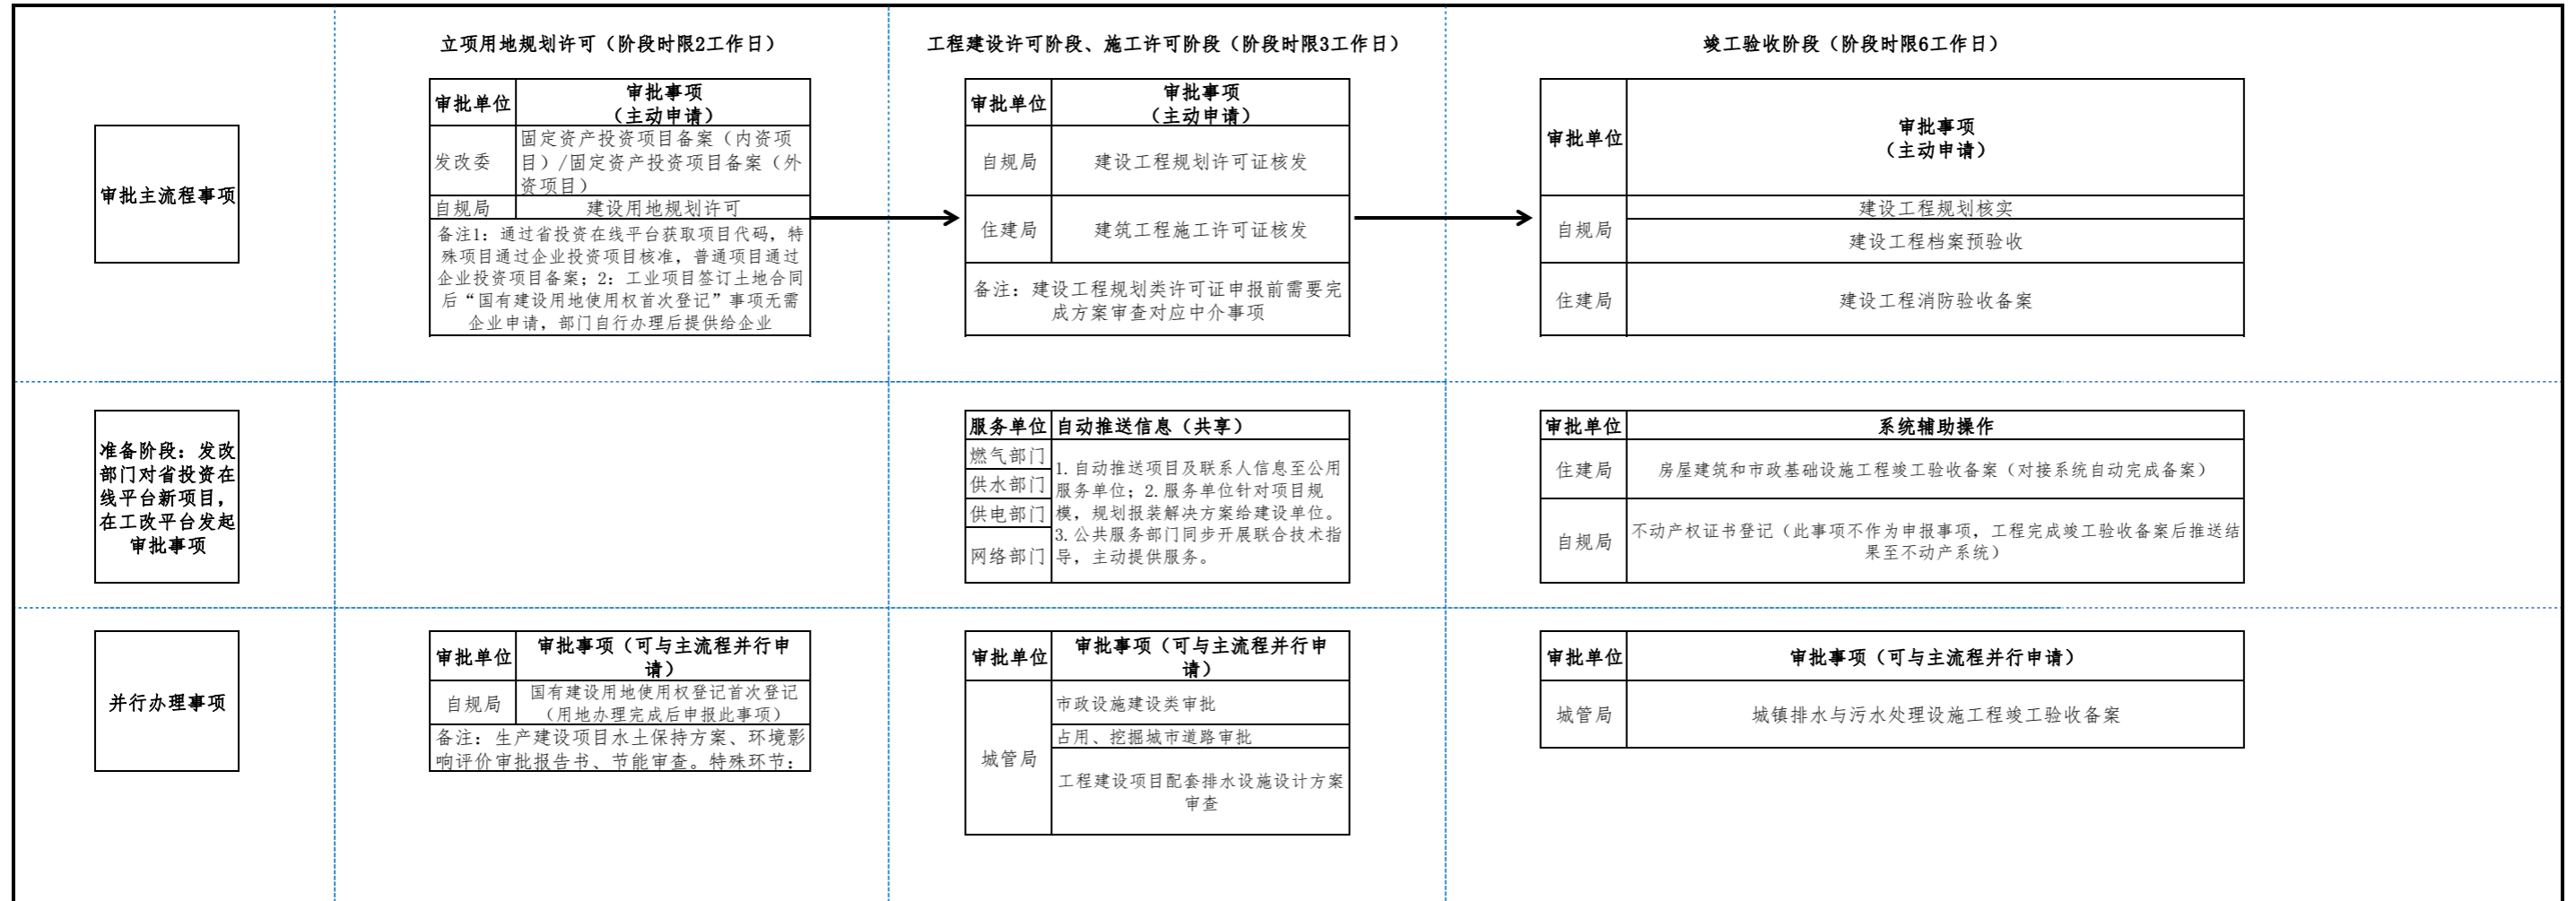 立项用地规划许可（阶段时限2工作日）
工程建设许可阶段、施工许可阶段（阶段时限3工作日）
竣工验收阶段（阶段时限6工作日）
审批主流程事项
审批单位
审批事项
（主动申请）
发改委
固定资产投资项目备案（内资项
目）/固定资产投资项目备案（外
资项目）
自规局
建设用地规划许可
备注1：通过省投资在线平台获取项目代码，特
殊项目通过企业投资项目核准，普通项目通过
企业投资项目备案；2：工业项目签订土地合同
后“国有建设用地使用权首次登记”事项无需
企业申请，部门自行办理后提供给企业
审批单位
审批事项
（主动申请）
自规局
建设工程规划许可证核发
住建局
建筑工程施工许可证核发
备注：建设工程规划类许可证申报前需要完
成方案审查对应中介事项
审批单位
审批事项
（主动申请）
自规局
建设工程规划核实
建设工程档案预验收
住建局
建设工程消防验收备案
准备阶段：发改
部门对省投资在
线平台新项目，
在工改平台发起
审批事项
服务单位
自动推送信息（共享）
燃气部门
供水部门
供电部门
网络部门
1.自动推送项目及联系人信息至公用
服务单位；2.服务单位针对项目规
模，规划报装解决方案给建设单位。
3.公共服务部门同步开展联合技术指
导，主动提供服务。
审批单位
系统辅助操作
住建局
房屋建筑和市政基础设施工程竣工验收备案（对接系统自动完成备案）
自规局
不动产权证书登记（此事项不作为申报事项，工程完成竣工验收备案后推送结
果至不动产系统）
并行办理事项
审批单位
审批事项（可与主流程并行申
请）
自规局
国有建设用地使用权登记首次登记
（用地办理完成后申报此事项）
备注：生产建设项目水土保持方案、环境影
响评价审批报告书、节能审查。特殊环节：
审批单位
审批事项（可与主流程并行申
请）
城管局
市政设施建设类审批
占用、挖掘城市道路审批
工程建设项目配套排水设施设计方案
审查
审批单位
审批事项（可与主流程并行申请）
城管局
城镇排水与污水处理设施工程竣工验收备案